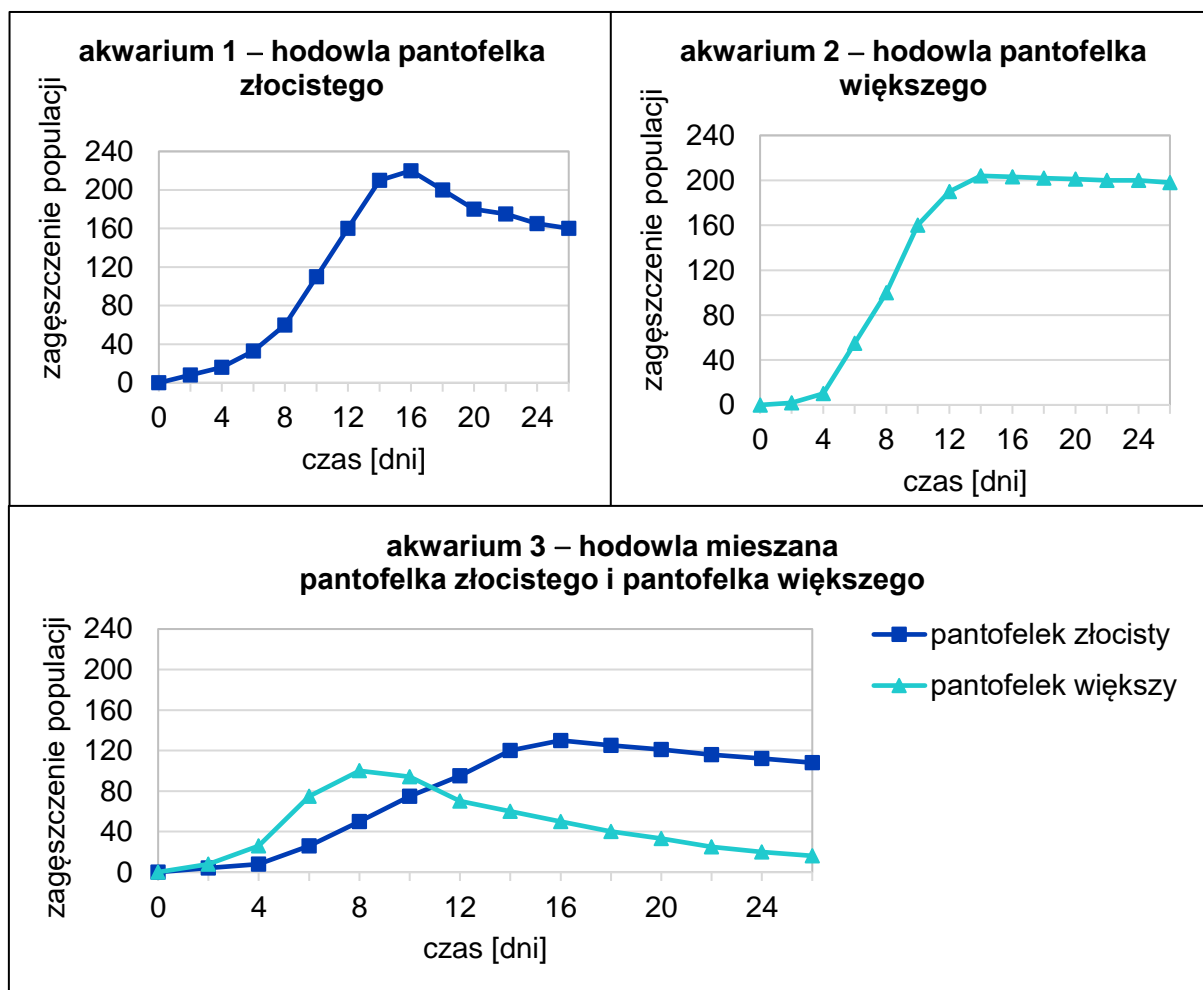 akwarium 1 – hodowla pantofelka
złocistego
zagęszczenie populacji
240
200
160
120
80
40
0
0 4 8 12 16 20 24
czas [dni]
akwarium 2 – hodowla pantofelka
większego
zagęszczenie populacji
240
200
160
120
80
40
0
0 4 8 12 16 20 24
czas [dni]
akwarium 3 – hodowla mieszana
pantofelka złocistego i pantofelka większego
zagęszczenie populacji
240
200
160
120
80
40
0
0 4 8 12 16 20 24
czas [dni]
pantofelek złocisty
pantofelek większy